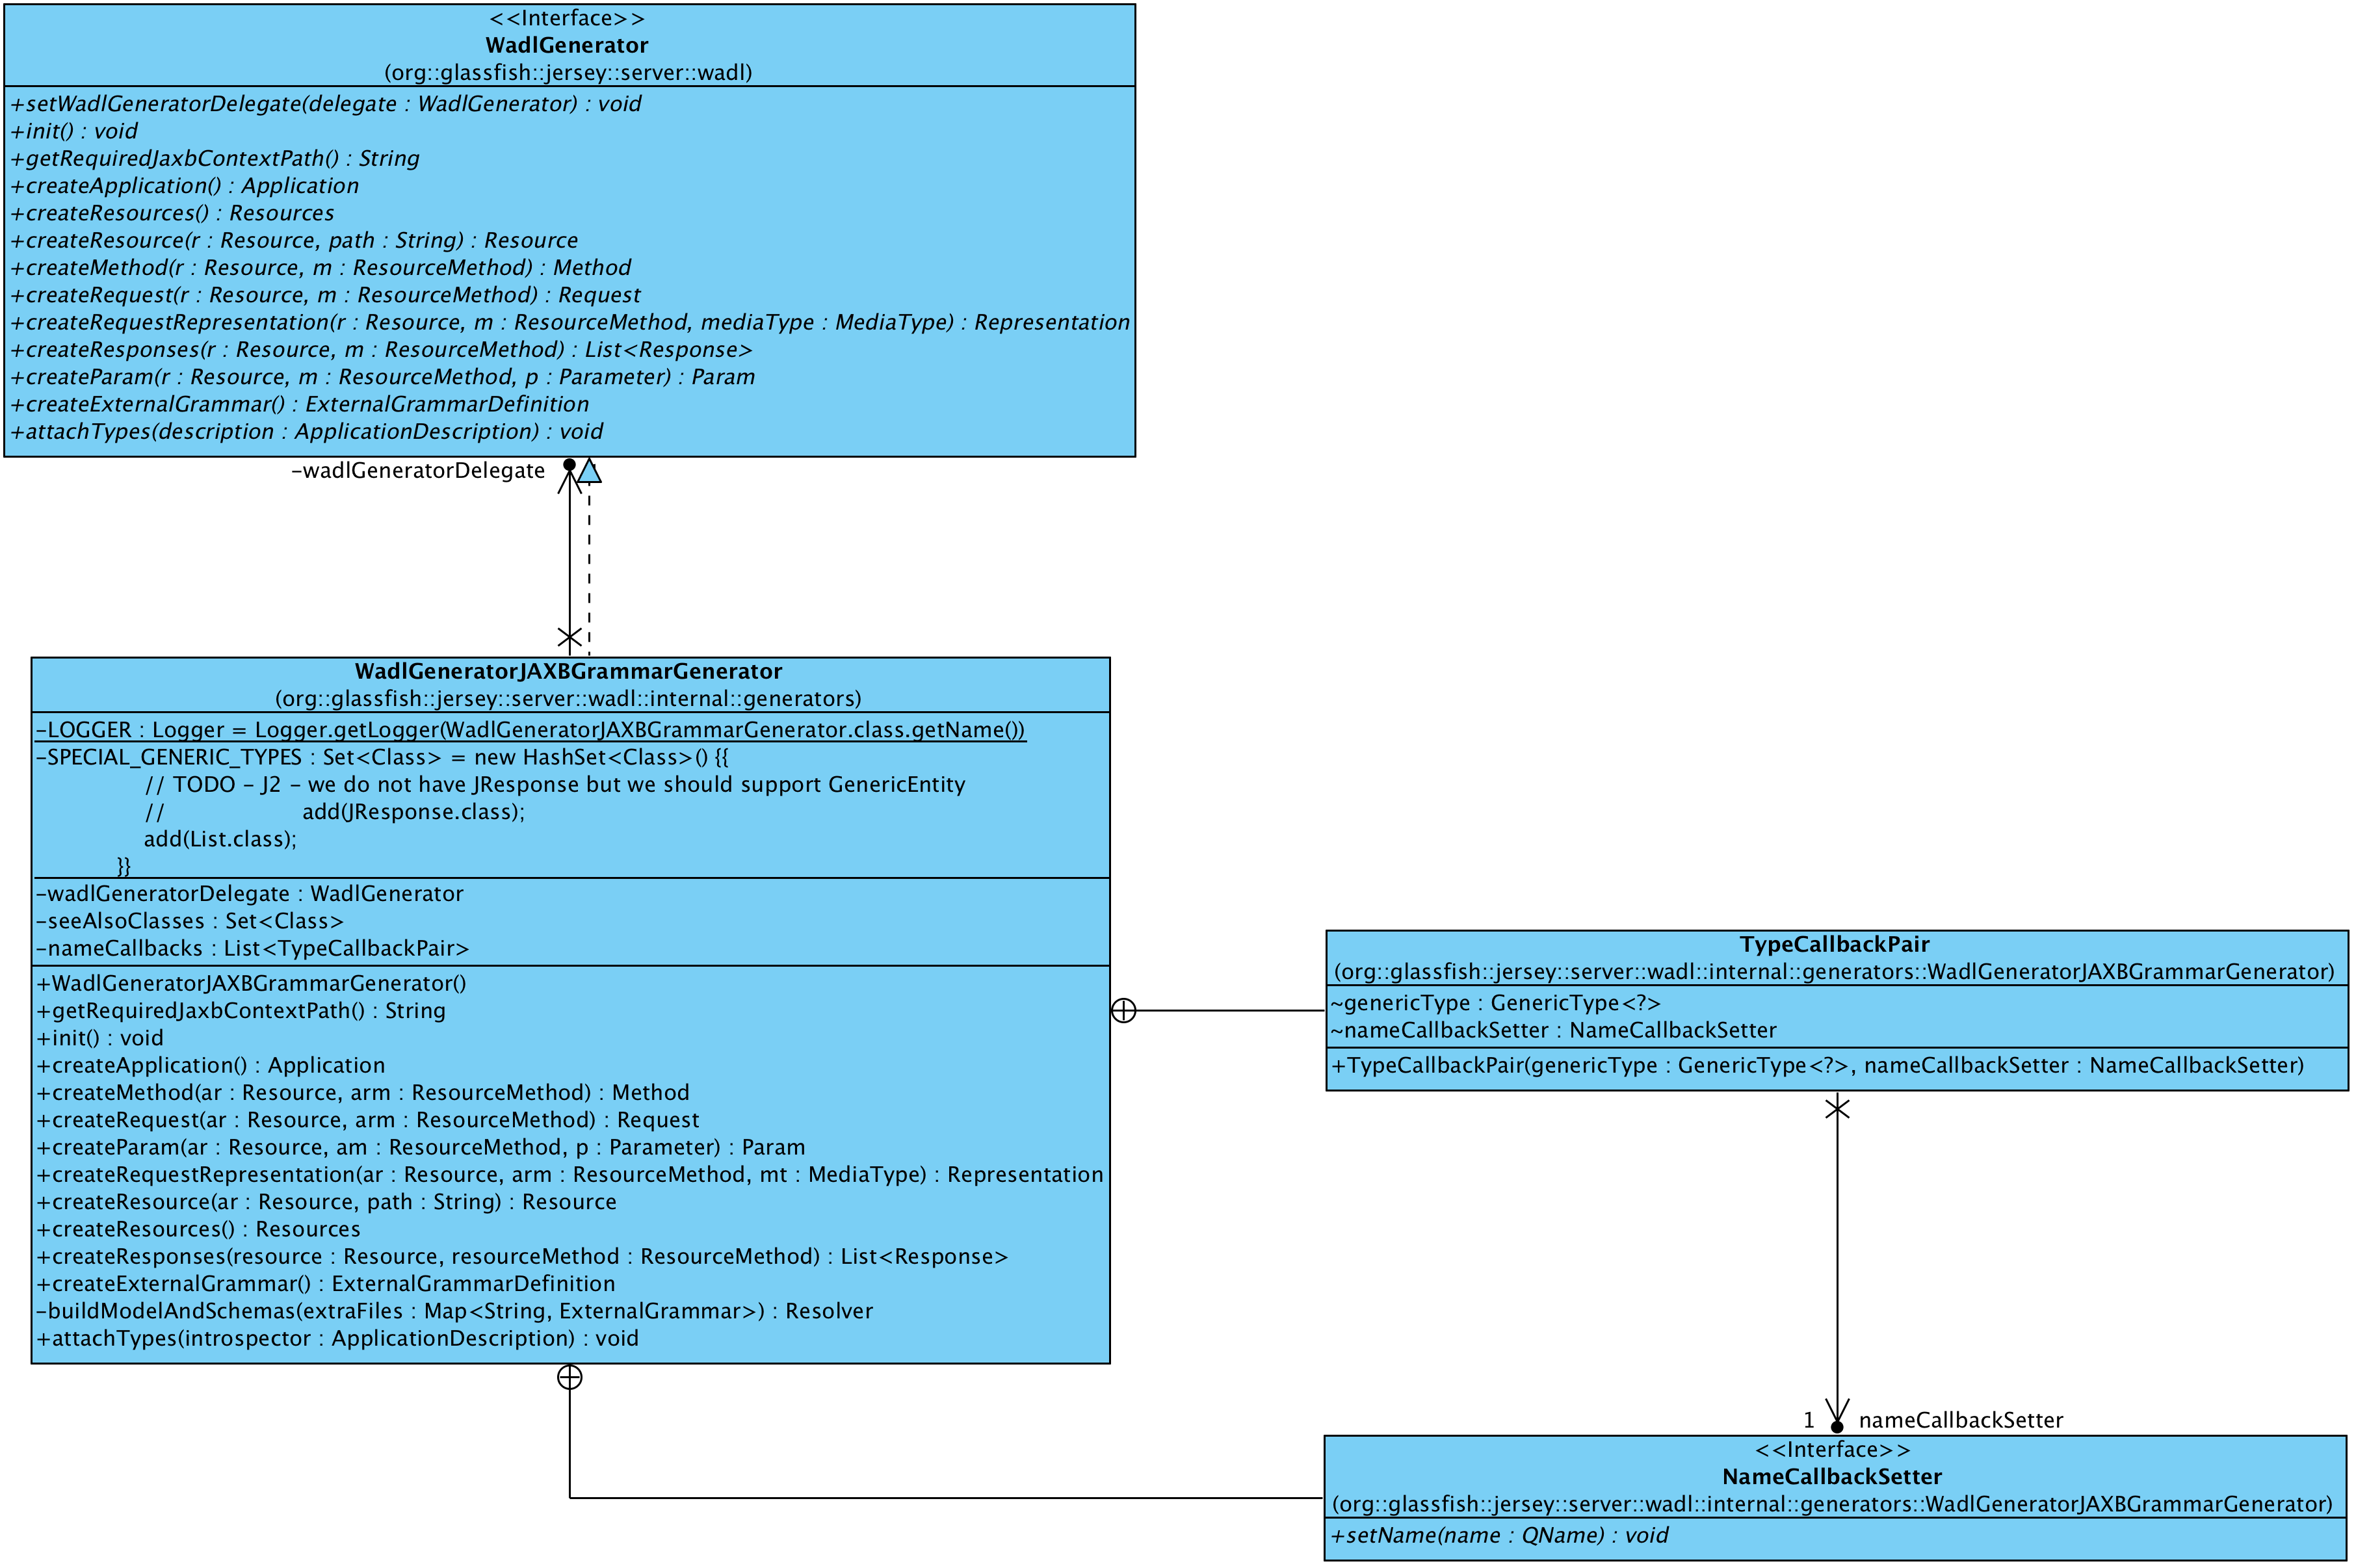 <<Interface>>
WadlGenerator
(org::glassfish::jersey::server::wadl)
+setWadlGeneratorDelegate(delegate : WadlGenerator) : void
+init() : void
+getRequiredJaxbContextPath() : String
+createApplication() : Application
+createResources() : Resources
+createResource(r : Resource, path : String) : Resource
+createMethod(r : Resource, m : ResourceMethod) : Method
+createRequest(r : Resource, m : ResourceMethod) : Request
+createRequestRepresentation(r : Resource, m : ResourceMethod, mediaType : MediaType) : Representation
+createResponses(r : Resource, m : ResourceMethod) : List<Response>
+createParam(r : Resource, m : ResourceMethod, p : Parameter) : Param
+createExternalGrammar() : ExternalGrammarDefinition
+attachTypes(description : ApplicationDescription) : void
-wadlGeneratorDelegate
WadlGeneratorJAXBGrammarGenerator
(org::glassfish::jersey::server::wadl::internal::generators)
-LOGGER : Logger = Logger.getLogger(WadlGeneratorJAXBGrammarGenerator.class.getName())
-SPECIAL_GENERIC_TYPES : Set<Class> = new HashSet<Class>() {{
// TODO - J2 - we do not have JResponse but we should support GenericEntity
// add(JResponse.class);
add(List.class);
}}
-wadlGeneratorDelegate : WadlGenerator
-seeAlsoClasses : Set<Class>
-nameCallbacks : List<TypeCallbackPair>
+WadlGeneratorJAXBGrammarGenerator()
+getRequiredJaxbContextPath() : String
+init() : void
+createApplication() : Application
+createMethod(ar : Resource, arm : ResourceMethod) : Method
+createRequest(ar : Resource, arm : ResourceMethod) : Request
+createParam(ar : Resource, am : ResourceMethod, p : Parameter) : Param
+createRequestRepresentation(ar : Resource, arm : ResourceMethod, mt : MediaType) : Representation
+createResource(ar : Resource, path : String) : Resource
+createResources() : Resources
+createResponses(resource : Resource, resourceMethod : ResourceMethod) : List<Response>
+createExternalGrammar() : ExternalGrammarDefinition
-buildModelAndSchemas(extraFiles : Map<String, ExternalGrammar>) : Resolver
+attachTypes(introspector : ApplicationDescription) : void
TypeCallbackPair
(org::glassfish::jersey::server::wadl::internal::generators::WadlGeneratorJAXBGrammarGenerator)
~genericType : GenericType<?>
~nameCallbackSetter : NameCallbackSetter
+TypeCallbackPair(genericType : GenericType<?>, nameCallbackSetter : NameCallbackSetter)
1 nameCallbackSetter
<<Interface>>
NameCallbackSetter
(org::glassfish::jersey::server::wadl::internal::generators::WadlGeneratorJAXBGrammarGenerator)
+setName(name : QName) : void